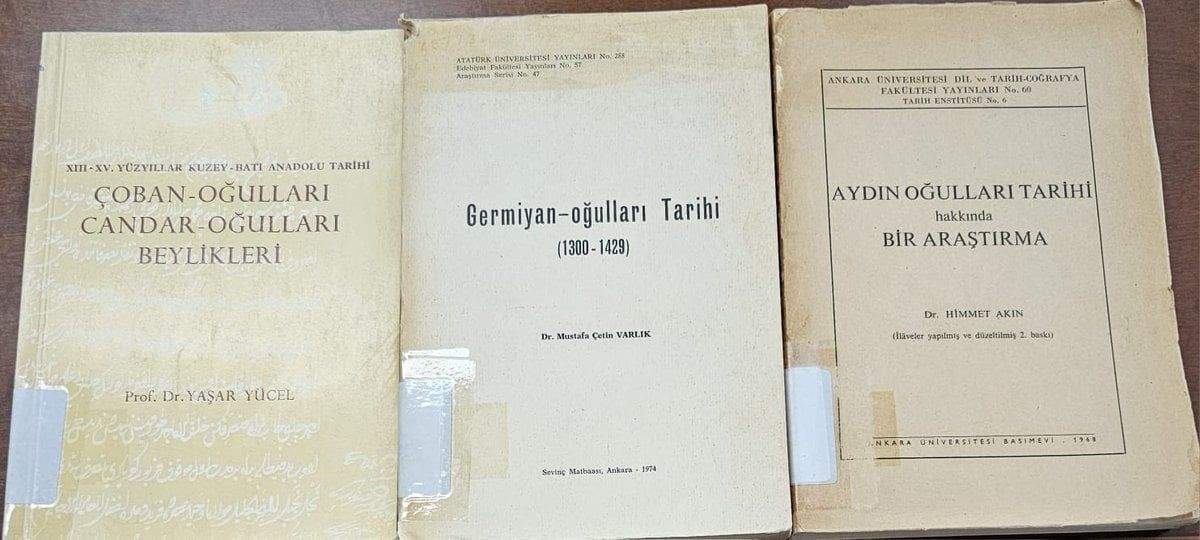 XIII - XV. YÜZYILLAR KUZEY - BATI ANADOLU TARİHİ
ÇOBAN-OĞULLARI
CANDAR-OĞULLARI
BEYLİKLERİ
Prof. Dr. YAŞAR YÜCEL
ATATÜRK ÜNİVERSİTESİ YAYINLARI No. 288
Edebiyat Fakültesi Yayınları No. 57
Araştırma Serisi No. 47
Germiyan-oğulları Tarihi
(1300-1429)
Dr. Mustafa Çetin VARLIK
Sevinç Matbaası, Ankara - 1974
ANKARA ÜNİVERSİTESİ DİL ve TARİH-COĞRAFYA
FAKÜLTESİ YAYINLARI No. 60
TARİH ENSTİTÜSÜ No. 6
AYDIN OĞULLARI TARİHİ
hakkında
BİR ARAŞTIRMA
Dr. HİMMET AKIN
(İlâveler yapılmış ve düzeltilmiş 2. baskı)
NKARA ÜNİVERSİTESİ BASIMEVİ . 1968